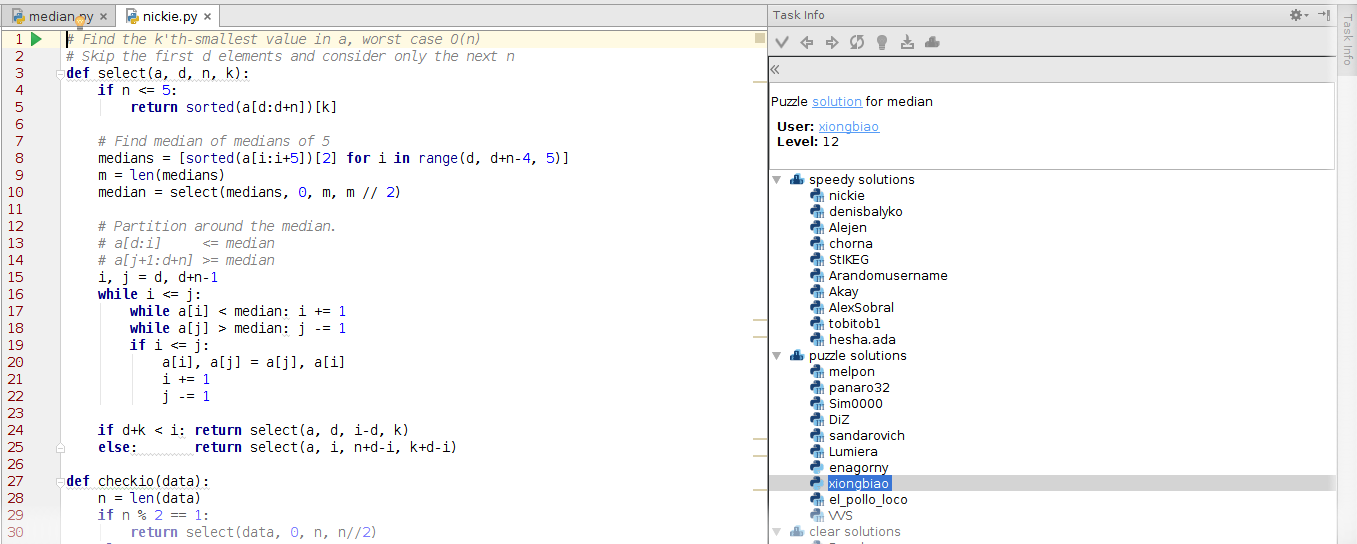 median.py
nickie.py
1 # Find the k'th-smallest value in a, worst case O(n)
2 # Skip the first d elements and consider only the next n
3 def select(a, d, n, k):
4 if n <= 5:
5 return sorted(a[d:d+n])[k]
6
7 # Find median of medians of 5
8 medians = [sorted(a[i:i+5])[2] for i in range(d, d+n-4, 5)]
9 m = len(medians)
10 median = select(medians, 0, m, m // 2)
11
12 # Partition around the median.
13 # a[d:i] <= median
14 # a[j+1:d+n] >= median
15 i, j = d, d+n-1
16 while i <= j:
17 while a[i] < median: i += 1
18 while a[j] > median: j -= 1
19 if i <= j:
20 a[i], a[j] = a[j], a[i]
21 i += 1
22 j -= 1
23
24 if d+k < i: return select(a, d, i-d, k)
25 else: return select(a, i, n+d-i, k+d-i)
26
27 def checkio(data):
28 n = len(data)
29 if n % 2 == 1:
30 return select(data, 0, n, n//2)
Task Info
Puzzle solution for median
User: xiongbiao
Level: 12
speedy solutions
nickie
denisbalyko
Alejen
chorna
StIKEG
Arandomusername
Akay
AlexSobral
tobitob1
hesha.ada
puzzle solutions
melpon
panaro32
Sim0000
DiZ
sandarovich
Lumiera
enagorny
xiongbiao
el_pollo_loco
clear solutions
Task Info